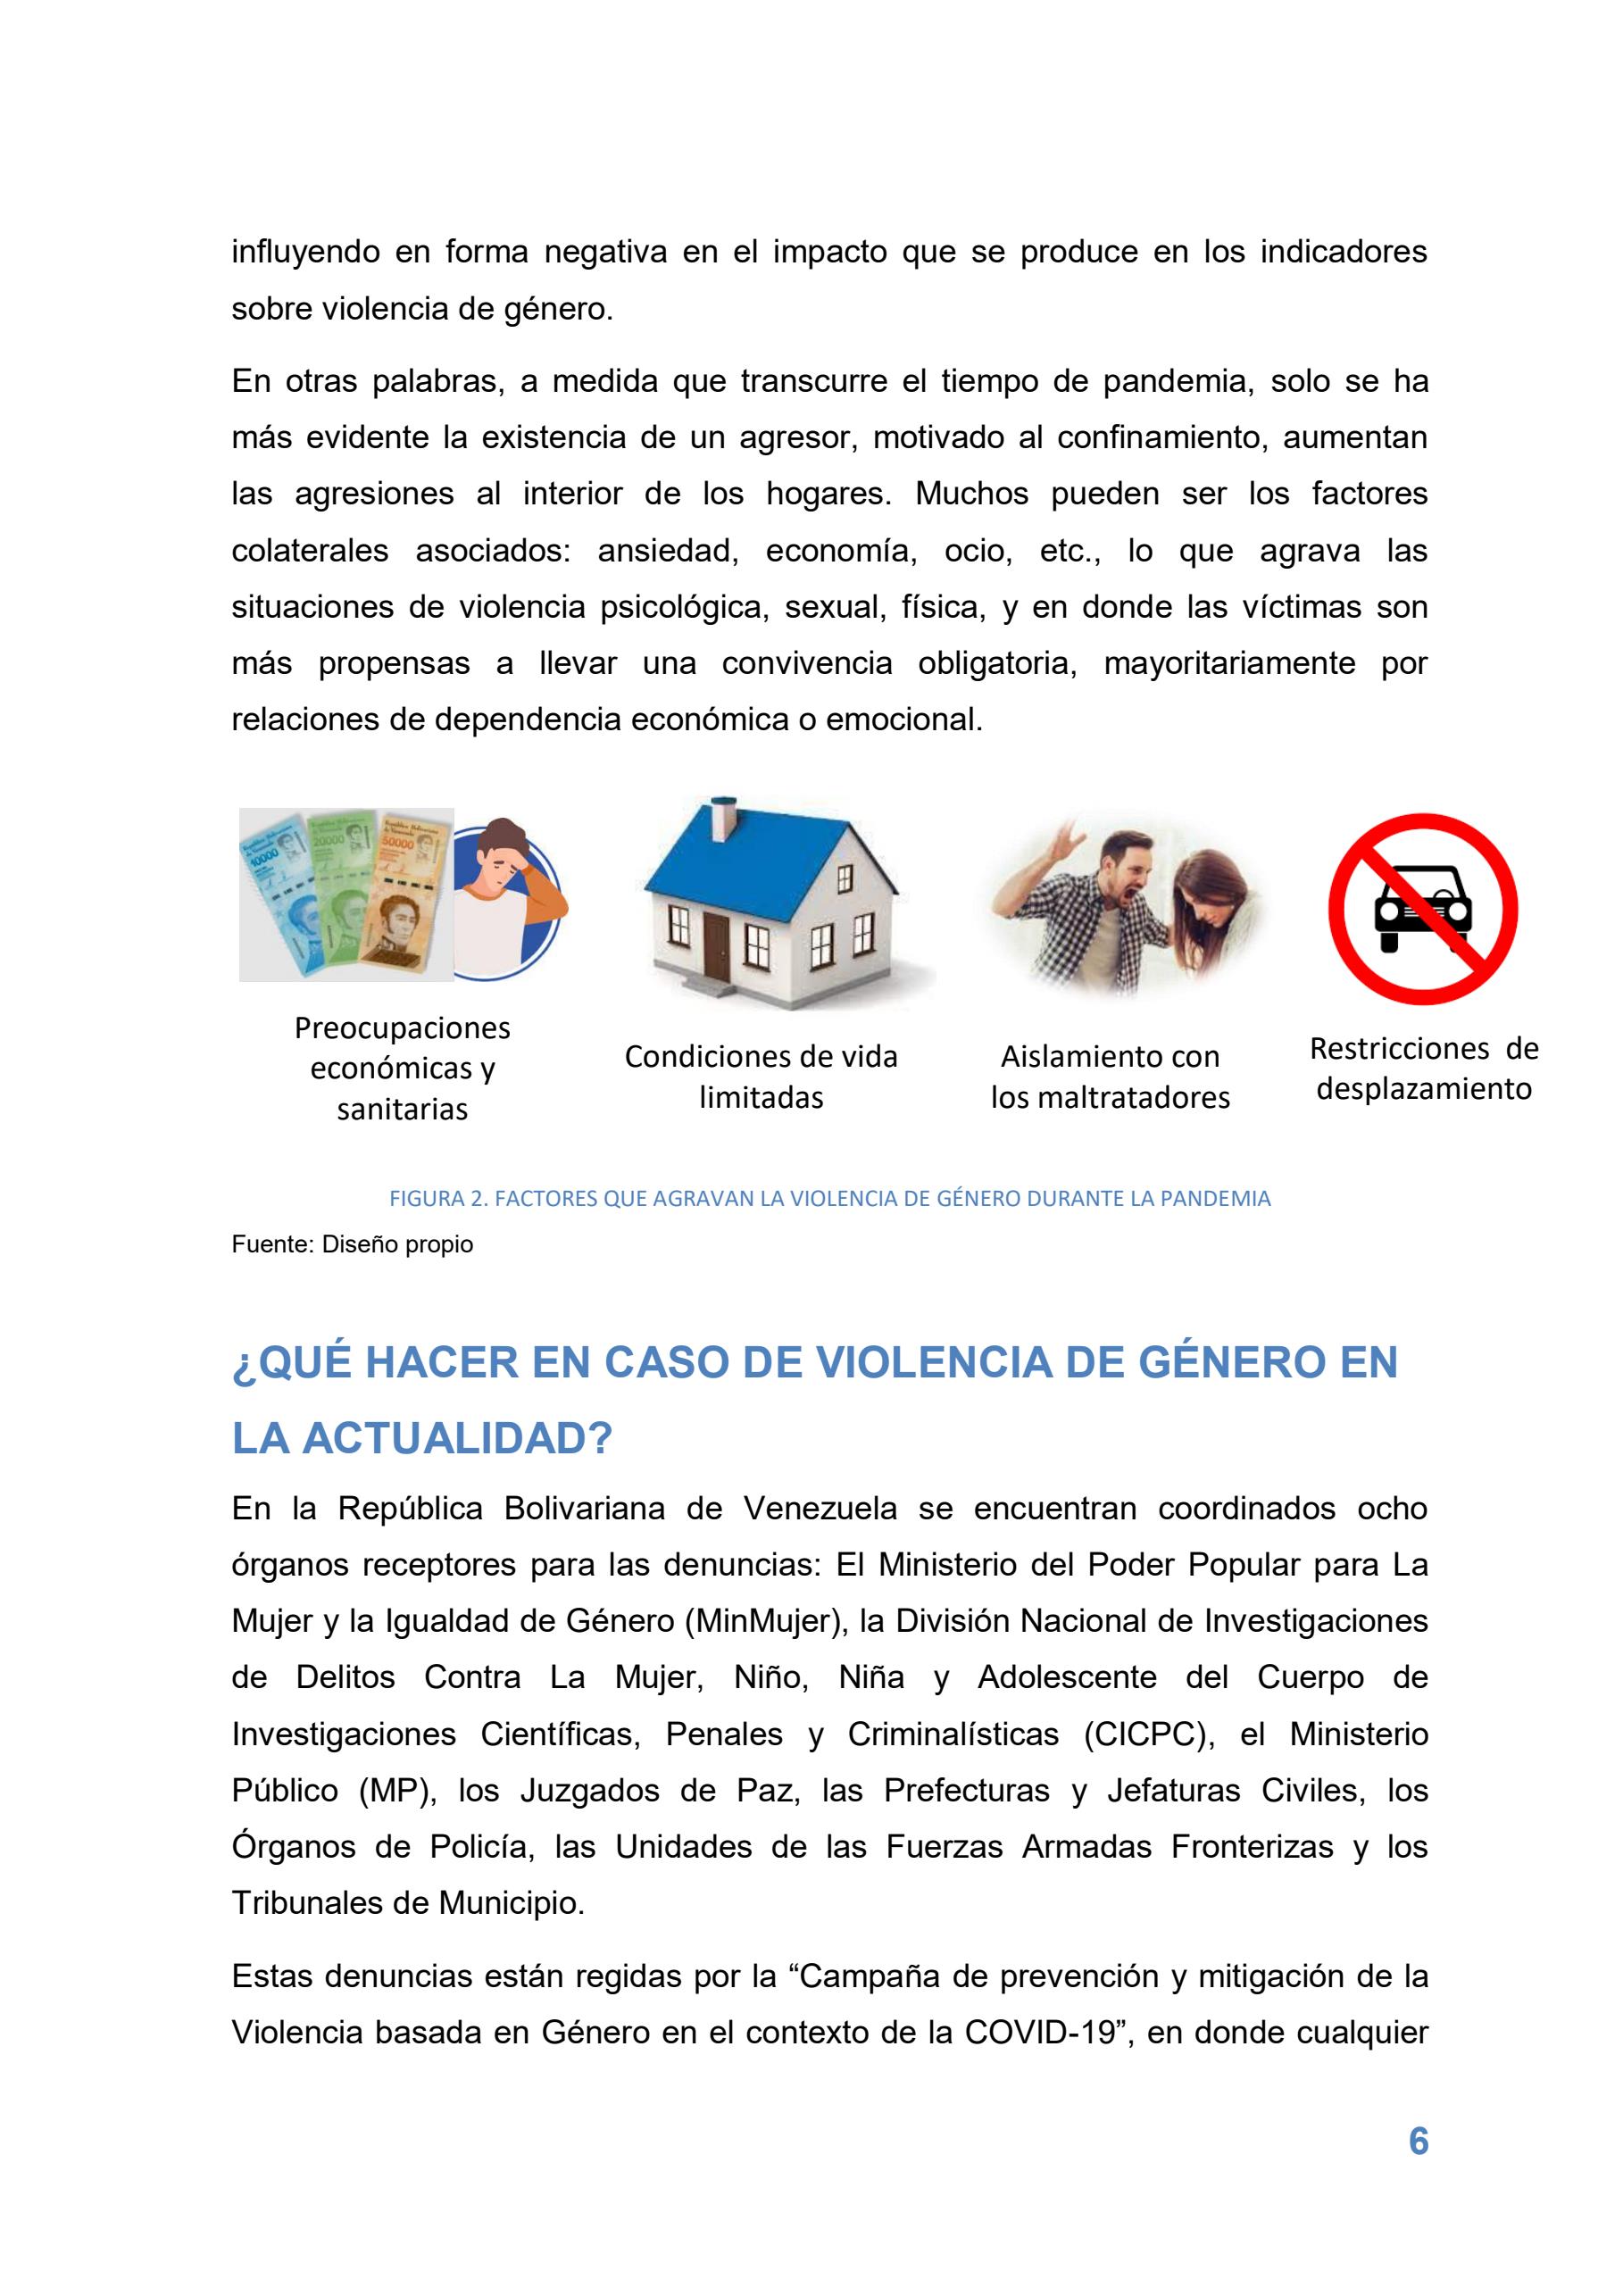 influyendo en forma negativa en el impacto que se produce en los indicadores
sobre violencia de género.
En otras palabras, a medida que transcurre el tiempo de pandemia, solo se ha
más evidente la existencia de un agresor, motivado al confinamiento, aumentan
las agresiones al interior de los hogares. Muchos pueden ser los factores
colaterales asociados: ansiedad, economía, ocio, etc., lo que agrava las
situaciones de violencia psicológica, sexual, física, y en donde las víctimas son
más propensas a llevar una convivencia obligatoria, mayoritariamente por
relaciones de dependencia económica o emocional.
10000
20000
50000
Preocupaciones
económicas y
sanitarias
Condiciones de vida
limitadas
Aislamiento con
los maltratadores
Restricciones de
desplazamiento
FIGURA 2. FACTORES QUE AGRAVAN LA VIOLENCIA DE GÉNERO DURANTE LA PANDEMIA
Fuente: Diseño propio
¿QUÉ HACER EN CASO DE VIOLENCIA DE GÉNERO EN
LA ACTUALIDAD?
En la República Bolivariana de Venezuela se encuentran coordinados ocho
órganos receptores para las denuncias: El Ministerio del Poder Popular para La
Mujer y la Igualdad de Género (MinMujer), la División Nacional de Investigaciones
de Delitos Contra La Mujer, Niño, Niña y Adolescente del Cuerpo de
Investigaciones Científicas, Penales y Criminalísticas (CICPC), el Ministerio
Público (MP), los Juzgados de Paz, las Prefecturas y Jefaturas Civiles, los
Órganos de Policía, las Unidades de las Fuerzas Armadas Fronterizas y los
Tribunales de Municipio.
Estas denuncias están regidas por la “Campaña de prevención y mitigación de la
Violencia basada en Género en el contexto de la COVID-19”, en donde cualquier
6